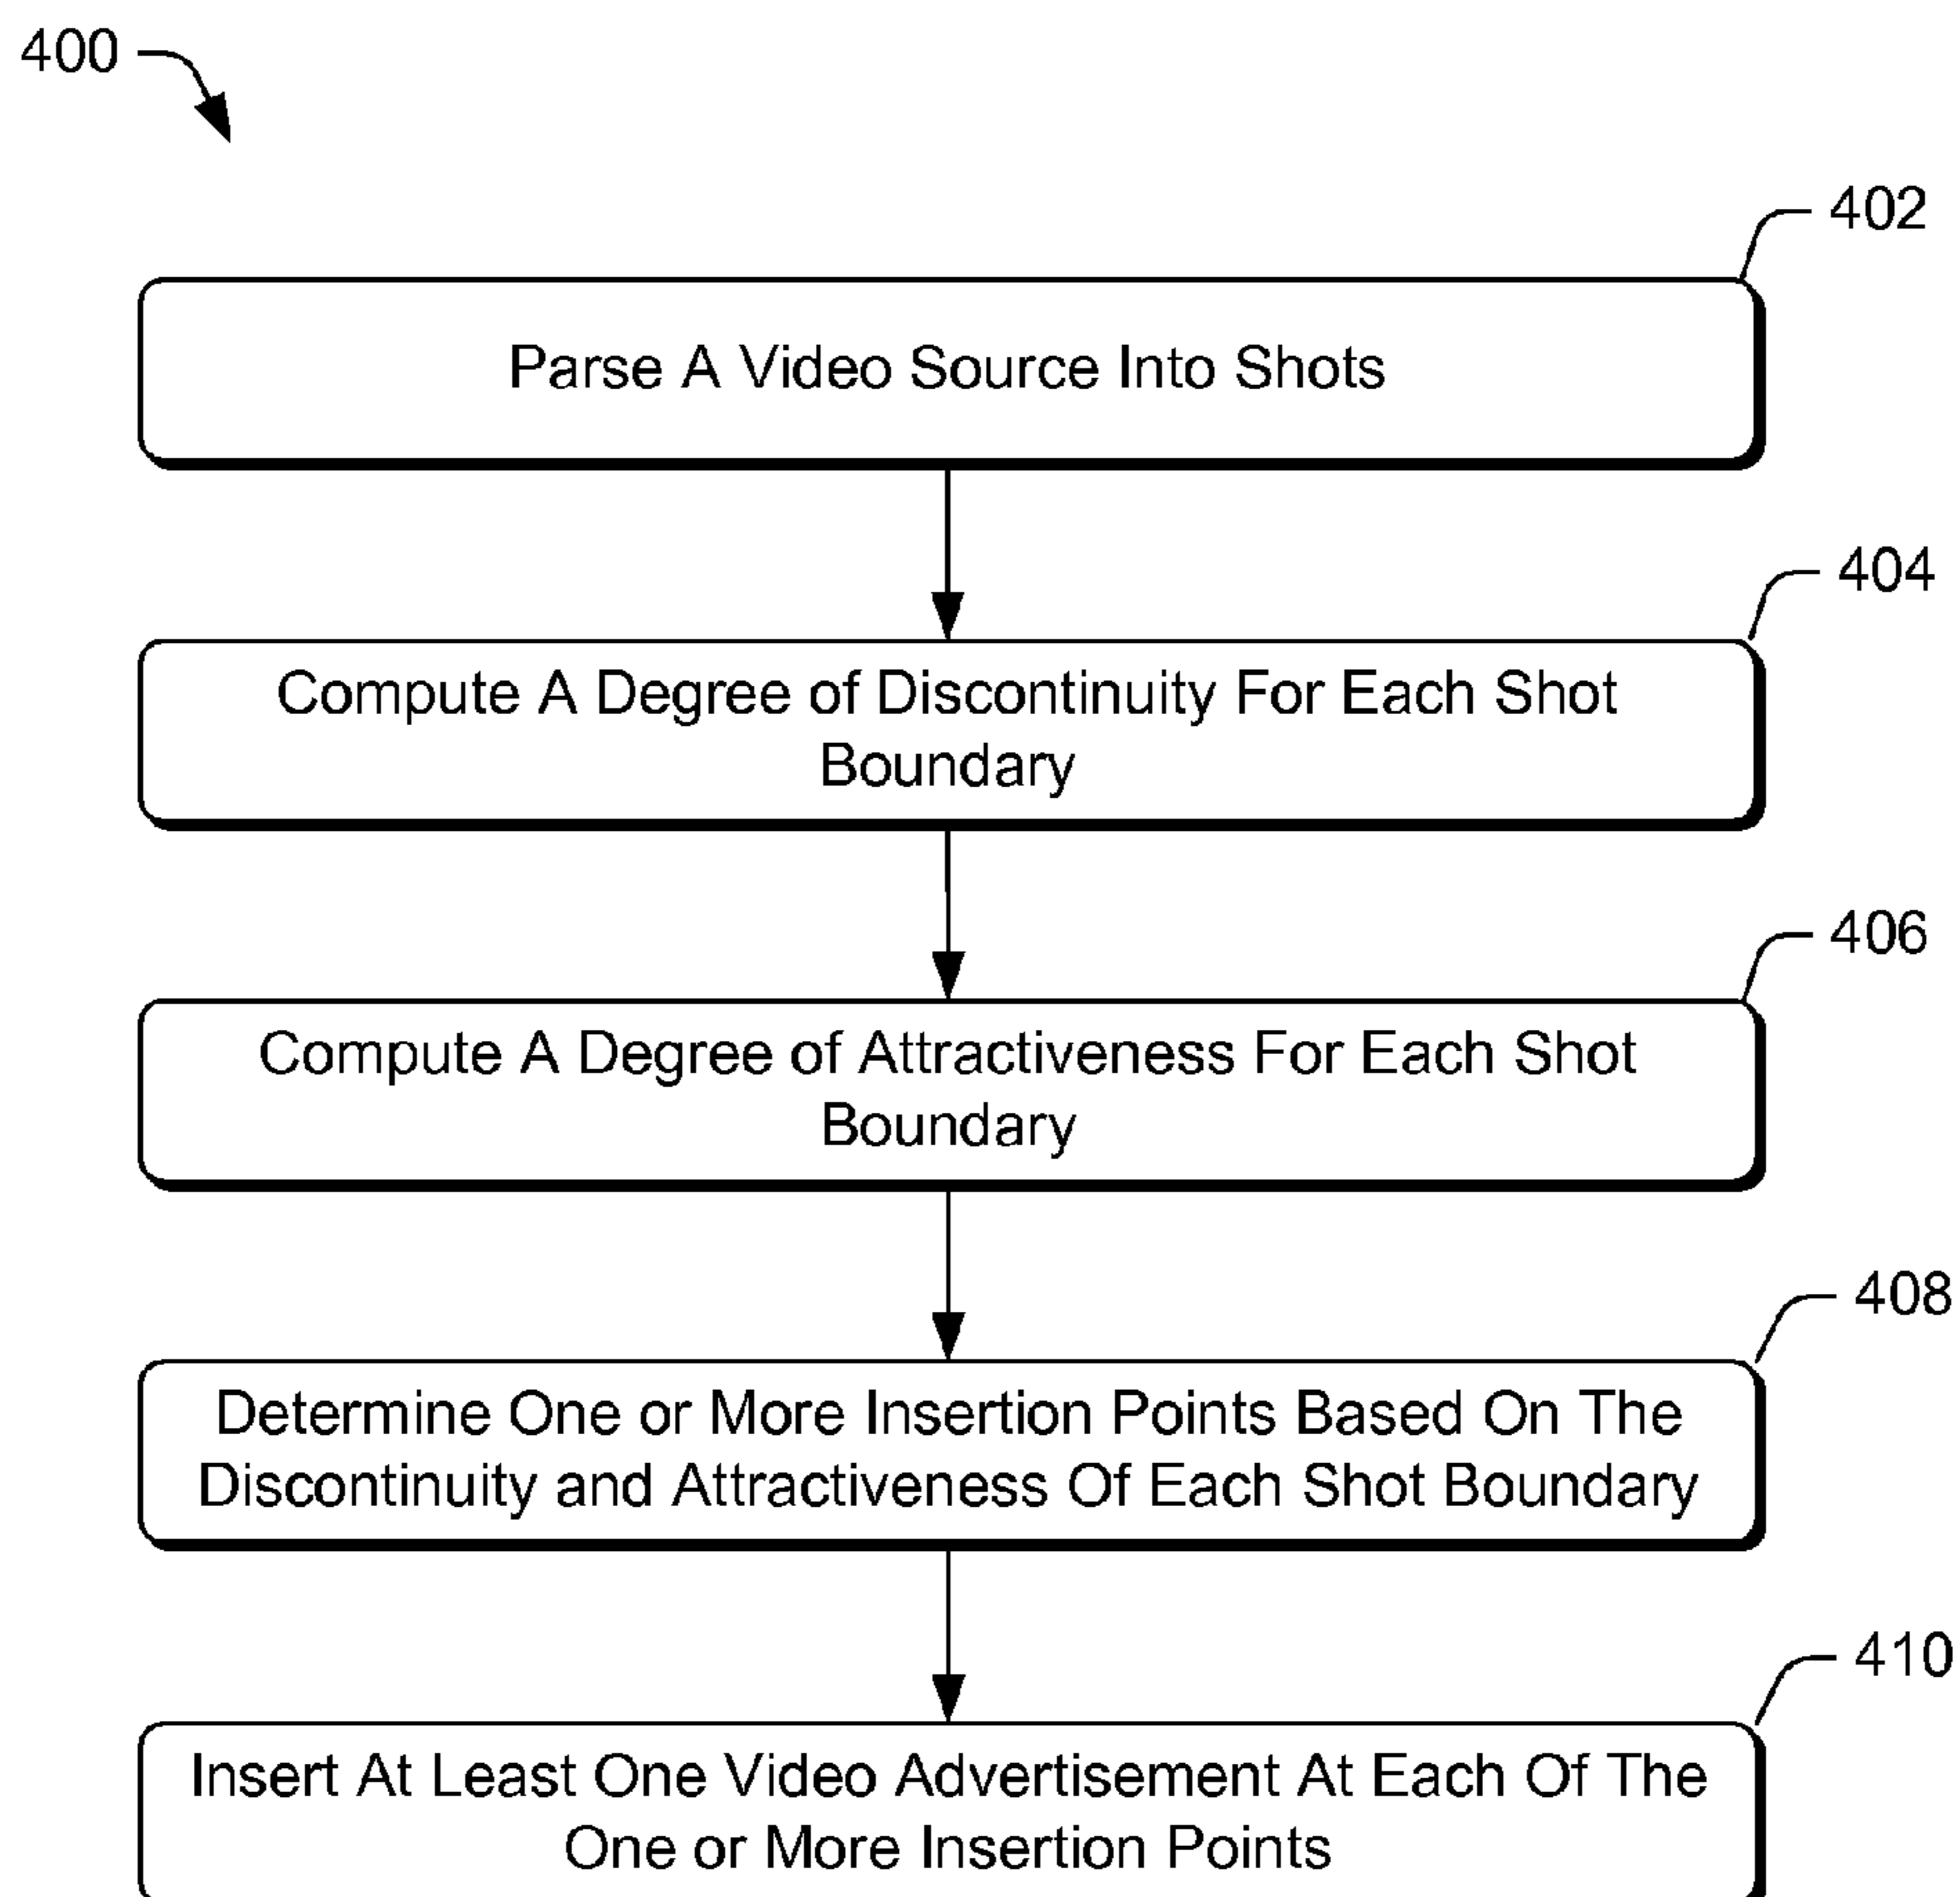 400
402
Parse A Video Source Into Shots
404
Compute A Degree of Discontinuity For Each Shot
Boundary
406
Compute A Degree of Attractiveness For Each Shot
Boundary
408
Determine One or More Insertion Points Based On The
Discontinuity and Attractiveness Of Each Shot Boundary
410
Insert At Least One Video Advertisement At Each Of The
One or More Insertion Points